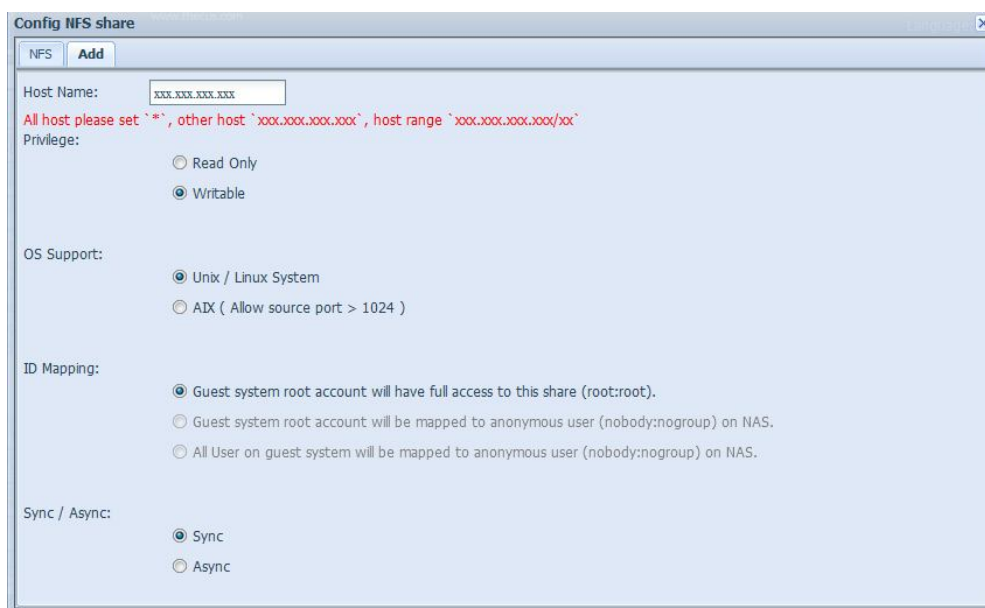 Config NFS share
NFS Add
Host Name: xxx.xxx.xxx.xxx
All host please set `*`, other host `xxx.xxx.xxx.xxx`, host range `xxx.xxx.xxx.xxx/xx`
Privilege:
Read Only
Writable
OS Support:
Unix / Linux System
AIX ( Allow source port > 1024 )
ID Mapping:
Guest system root account will have full access to this share (root:root).
Guest system root account will be mapped to anonymous user (nobody:nogroup) on NAS.
All User on guest system will be mapped to anonymous user (nobody:nogroup) on NAS.
Sync / Async:
Sync
Async